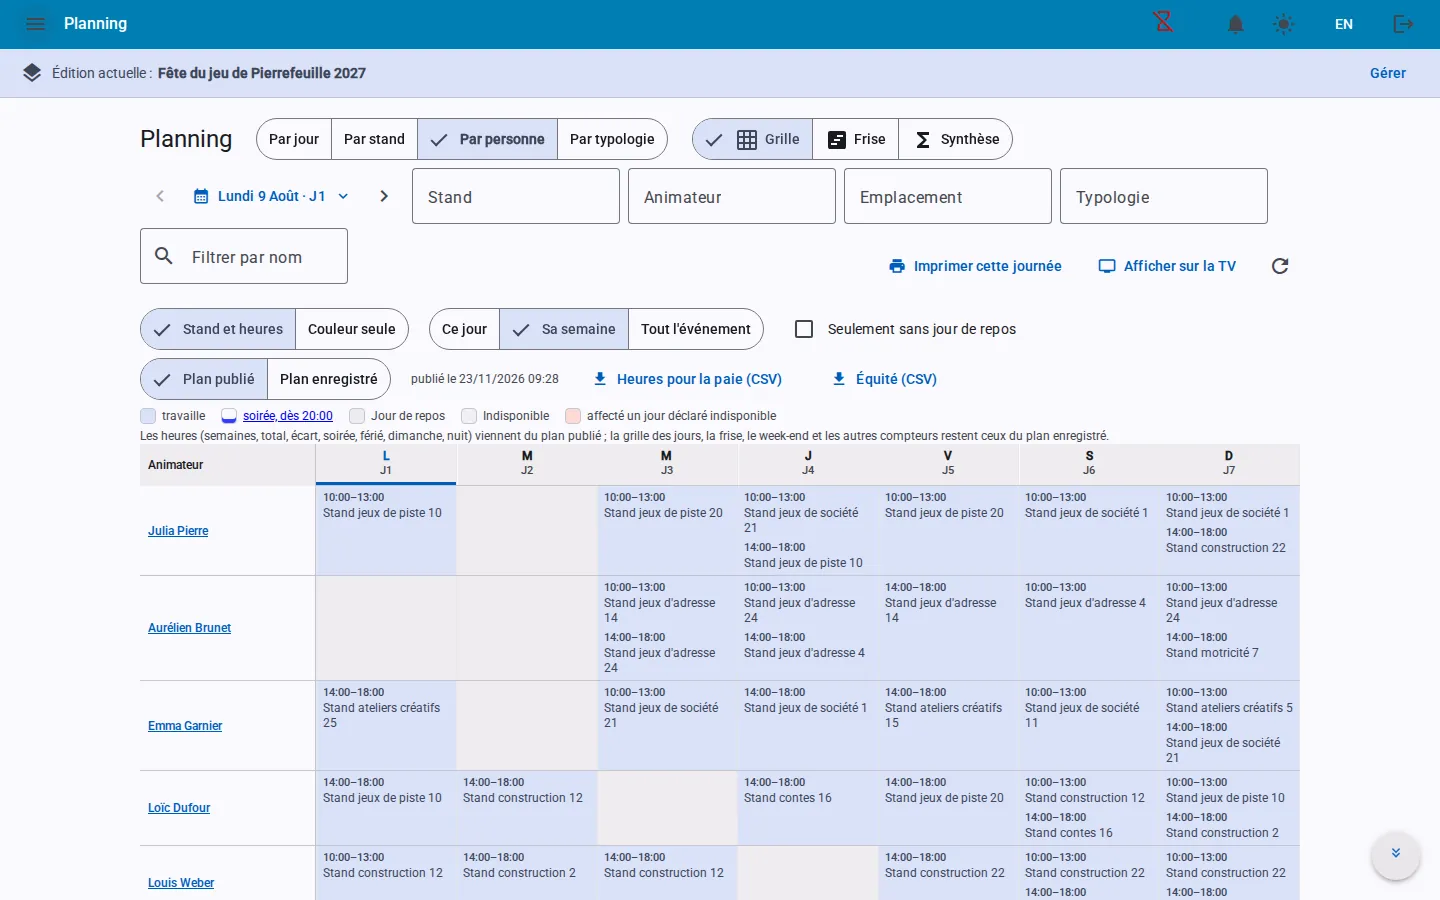 Planning
EN
Édition actuelle : Fête du jeu de Pierrefeuille 2027
Gérer
Planning
Par jour
Par stand
Par personne
Par typologie
Grille
Frise
Synthèse
Lundi 9 Août · J1
Stand
Animateur
Emplacement
Typologie
Filtrer par nom
Imprimer cette journée
Afficher sur la TV
Stand et heures
Couleur seule
Ce jour
Sa semaine
Tout l'événement
Seulement sans jour de repos
Plan publié
Plan enregistré
publié le 23/11/2026 09:28
Heures pour la paie (CSV)
Équité (CSV)
travaille
soirée, dès 20:00
Jour de repos
Indisponible
affecté un jour déclaré indisponible
Les heures (semaines, total, écart, soirée, férié, dimanche, nuit) viennent du plan publié ; la grille des jours, la frise, le week-end et les autres compteurs restent ceux du plan enregistré.
Animateur
L
J1
M
J2
M
J3
J
J4
V
J5
S
J6
D
J7
Julia Pierre
10:00–13:00
Stand jeux de piste 10
10:00–13:00
Stand jeux de piste 20
10:00–13:00
Stand jeux de société
21
14:00–18:00
Stand jeux de piste 10
10:00–13:00
Stand jeux de piste 20
10:00–13:00
Stand jeux de société 1
10:00–13:00
Stand jeux de société 1
14:00–18:00
Stand construction 22
Aurélien Brunet
10:00–13:00
Stand jeux d'adresse
14
14:00–18:00
Stand jeux d'adresse
24
10:00–13:00
Stand jeux d'adresse
24
14:00–18:00
Stand jeux d'adresse 4
14:00–18:00
Stand jeux d'adresse
14
10:00–13:00
Stand jeux d'adresse 4
10:00–13:00
Stand jeux d'adresse
24
14:00–18:00
Stand motricité 7
Emma Garnier
14:00–18:00
Stand ateliers créatifs
25
10:00–13:00
Stand jeux de société
21
14:00–18:00
Stand jeux de société 1
14:00–18:00
Stand ateliers créatifs
15
10:00–13:00
Stand jeux de société
11
10:00–13:00
Stand ateliers créatifs 5
14:00–18:00
Stand jeux de société
21
Loïc Dufour
14:00–18:00
Stand jeux de piste 10
14:00–18:00
Stand construction 12
14:00–18:00
Stand contes 16
14:00–18:00
Stand jeux de piste 20
10:00–13:00
Stand construction 12
14:00–18:00
Stand contes 16
10:00–13:00
Stand jeux de piste 10
14:00–18:00
Stand construction 2
Louis Weber
10:00–13:00
Stand construction 12
14:00–18:00
Stand construction 2
14:00–18:00
Stand construction 12
14:00–18:00
Stand construction 22
10:00–13:00
Stand construction 22
14:00–18:00
10:00–13:00
Stand construction 22
14:00–18:00